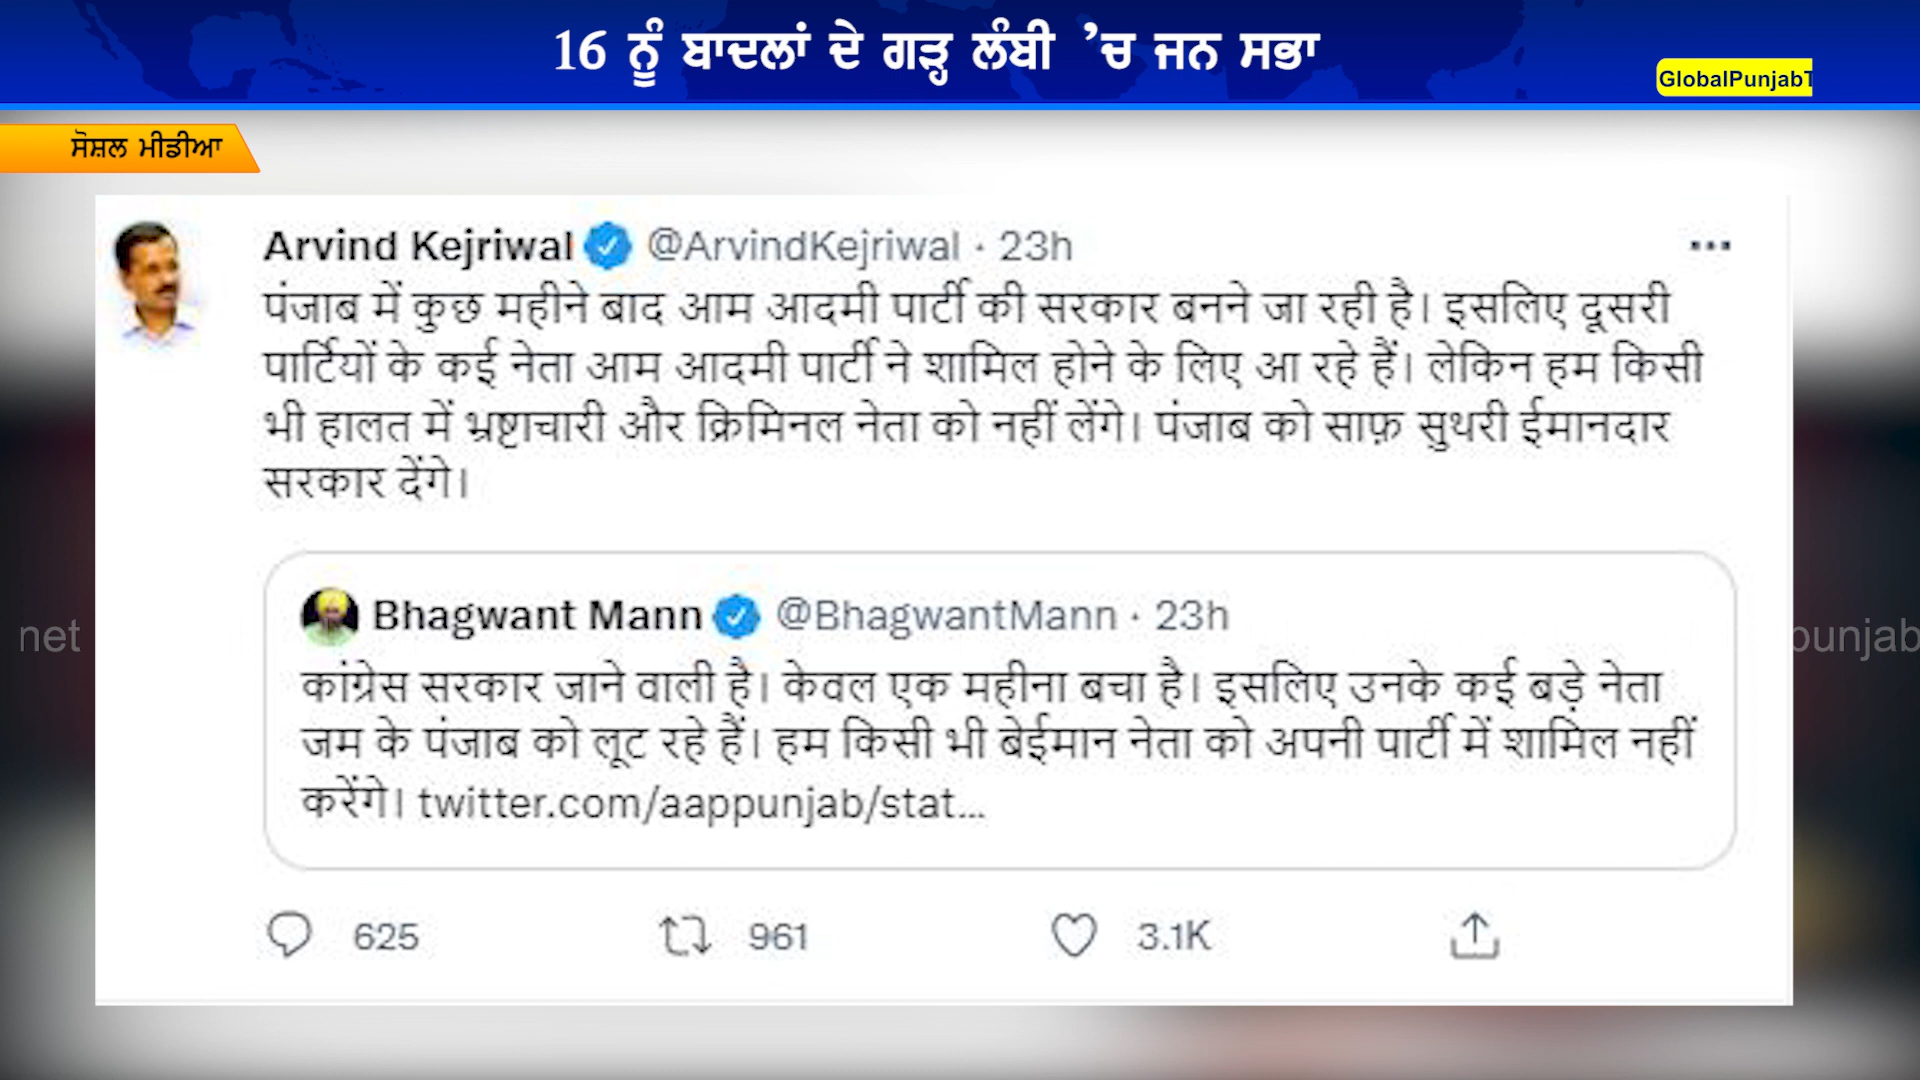 16 ਨੂੰ ਬਾਦਲਾਂ ਦੇ ਗੜ੍ਹ ਲੰਬੀ ’ਚ ਜਨ ਸਭਾ
GlobalPunjabT
ਸੋਸ਼ਲ ਮੀਡੀਆ
Arvind Kejriwal @ArvindKejriwal · 23h
पंजाब में कुछ महीने बाद आम आदमी पार्टी की सरकार बनने जा रही है। इसलिए दूसरी
पार्टियों के कई नेता आम आदमी पार्टी ने शामिल होने के लिए आ रहे हैं। लेकिन हम किसी
भी हालत में भ्रष्टाचारी और क्रिमिनल नेता को नहीं लेंगे। पंजाब को साफ़ सुथरी ईमानदार
सरकार देंगे।
Bhagwant Mann @BhagwantMann · 23h
कांग्रेस सरकार जाने वाली है। केवल एक महीना बचा है। इसलिए उनके कई बड़े नेता
जम के पंजाब को लूट रहे हैं। हम किसी भी बेईमान नेता को अपनी पार्टी में शामिल नहीं
करेंगे। twitter.com/aappunjab/stat...
net
punjab
625 961 3.1K